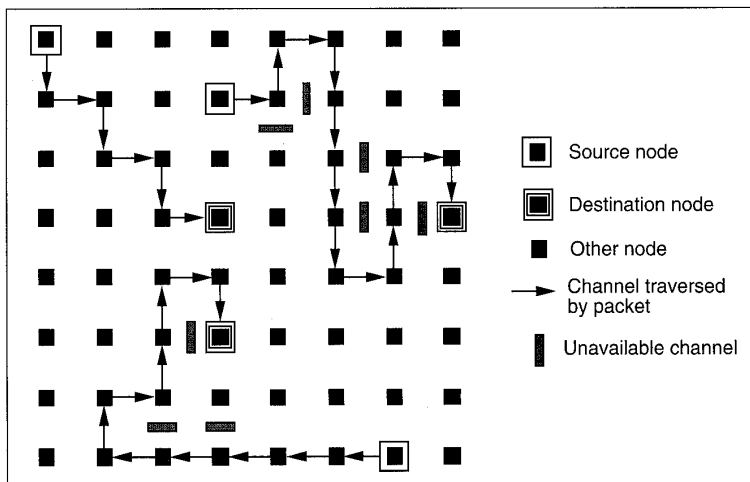 Source node
Destination node
Other node
Channel traversed
by packet
Unavailable channel